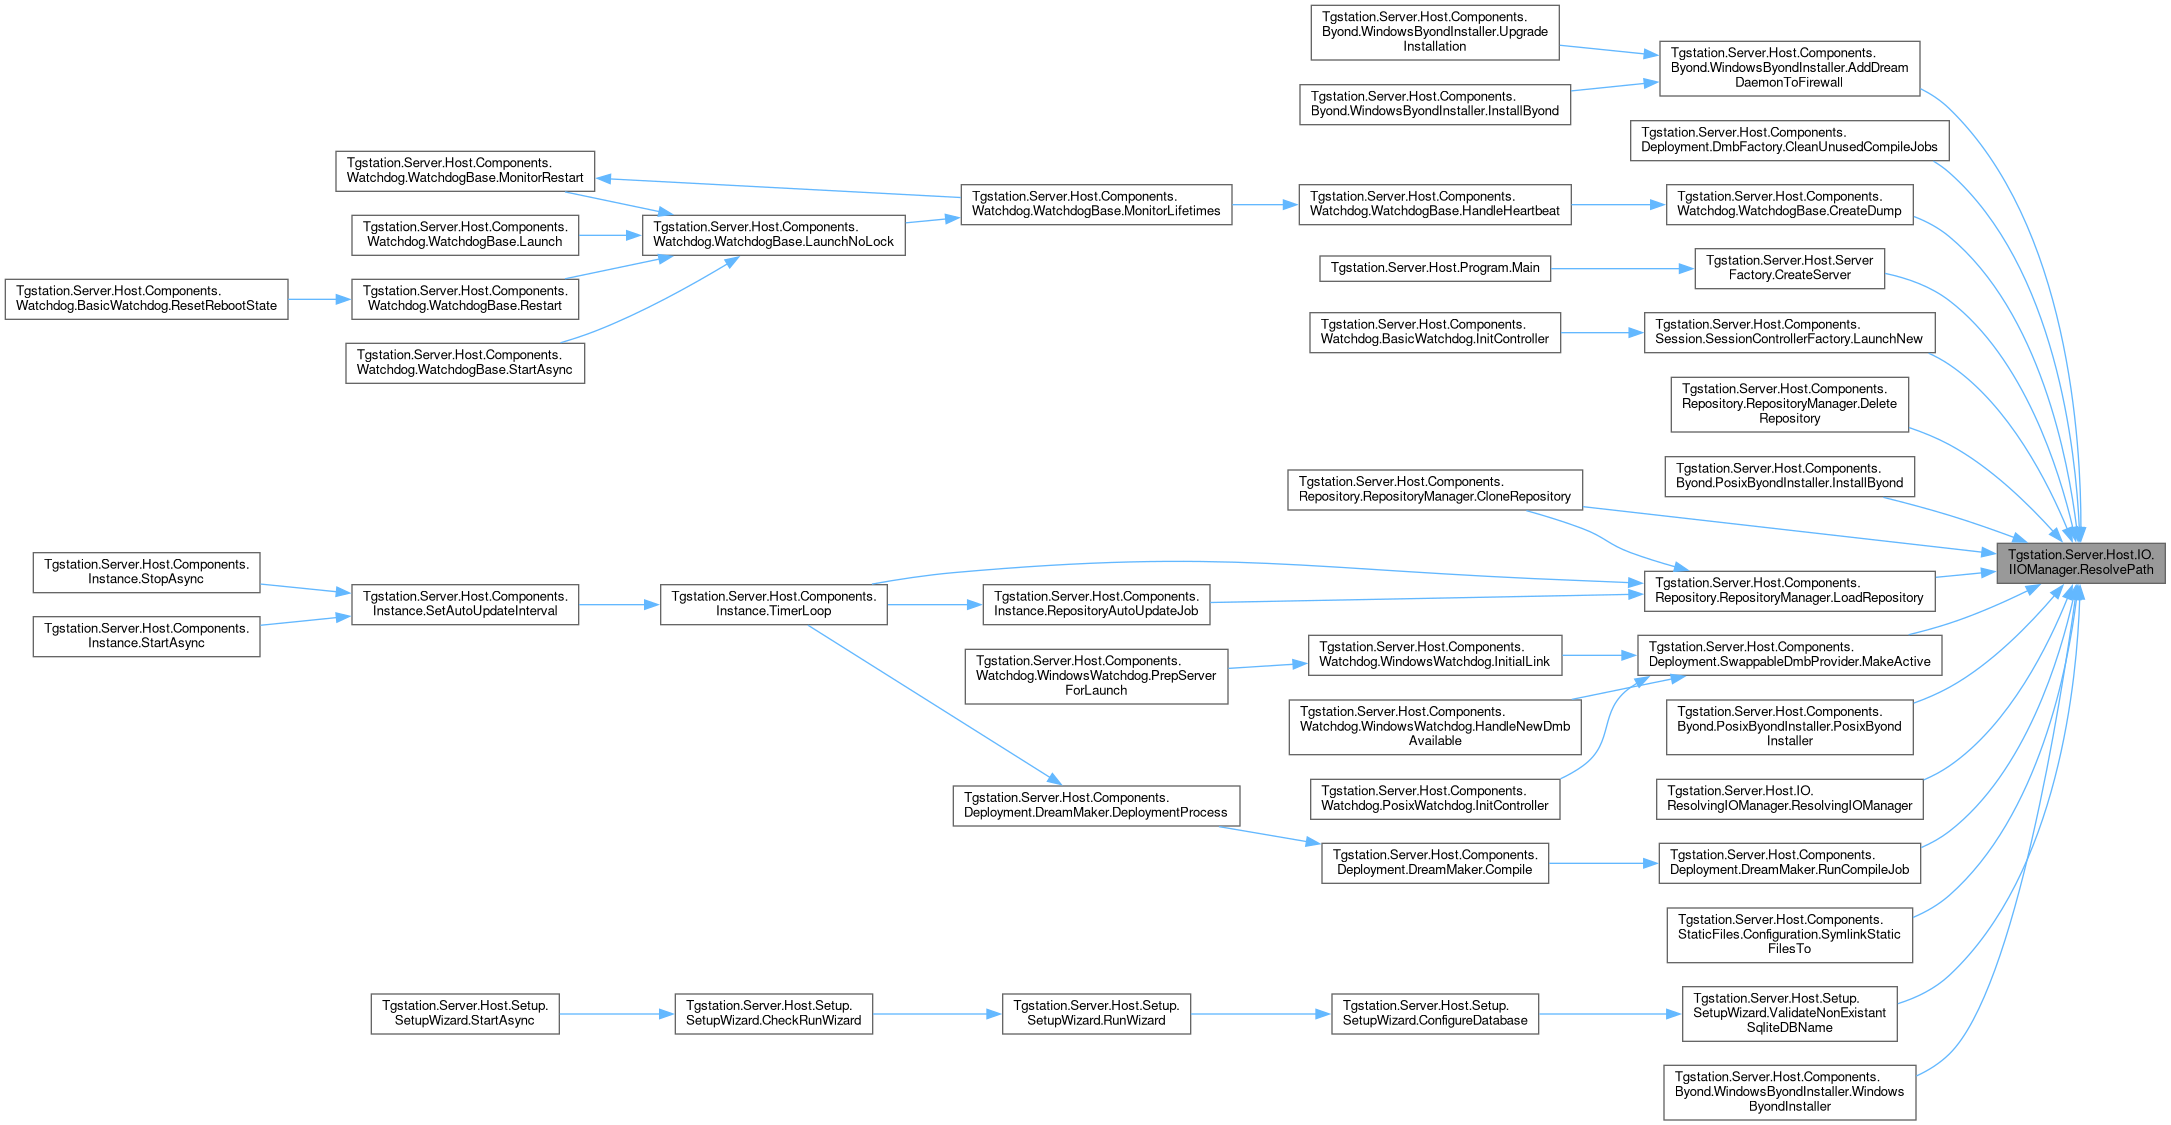 Tgstation.Server.Host.Components.
Byond.WindowsByondInstaller.Upgrade
Installation
Tgstation.Server.Host.Components.
Byond.WindowsByondInstaller.AddDream
DaemonToFirewall
Tgstation.Server.Host.Components.
Byond.WindowsByondInstaller.InstallByond
Tgstation.Server.Host.Components.
Deployment.DmbFactory.CleanUnusedCompileJobs
Tgstation.Server.Host.Components.
Watchdog.WatchdogBase.MonitorRestart
Tgstation.Server.Host.Components.
Watchdog.WatchdogBase.MonitorLifetimes
Tgstation.Server.Host.Components.
Watchdog.WatchdogBase.HandleHeartbeat
Tgstation.Server.Host.Components.
Watchdog.WatchdogBase.CreateDump
Tgstation.Server.Host.Components.
Watchdog.WatchdogBase.Launch
Tgstation.Server.Host.Components.
Watchdog.WatchdogBase.LaunchNoLock
Tgstation.Server.Host.Program.Main
Tgstation.Server.Host.Server
Factory.CreateServer
Tgstation.Server.Host.Components.
Watchdog.BasicWatchdog.ResetRebootState
Tgstation.Server.Host.Components.
Watchdog.WatchdogBase.Restart
Tgstation.Server.Host.Components.
Watchdog.BasicWatchdog.InitController
Tgstation.Server.Host.Components.
Session.SessionControllerFactory.LaunchNew
Tgstation.Server.Host.Components.
Watchdog.WatchdogBase.StartAsync
Tgstation.Server.Host.Components.
Repository.RepositoryManager.Delete
Repository
Tgstation.Server.Host.Components.
Repository.RepositoryManager.CloneRepository
Tgstation.Server.Host.Components.
Byond.PosixByondInstaller.InstallByond
Tgstation.Server.Host.IO.
IIOManager.ResolvePath
Tgstation.Server.Host.Components.
Instance.StopAsync
Tgstation.Server.Host.Components.
Instance.SetAutoUpdateInterval
Tgstation.Server.Host.Components.
Instance.TimerLoop
Tgstation.Server.Host.Components.
Instance.RepositoryAutoUpdateJob
Tgstation.Server.Host.Components.
Repository.RepositoryManager.LoadRepository
Tgstation.Server.Host.Components.
Instance.StartAsync
Tgstation.Server.Host.Components.
Watchdog.WindowsWatchdog.PrepServer
ForLaunch
Tgstation.Server.Host.Components.
Watchdog.WindowsWatchdog.InitialLink
Tgstation.Server.Host.Components.
Deployment.SwappableDmbProvider.MakeActive
Tgstation.Server.Host.Components.
Watchdog.WindowsWatchdog.HandleNewDmb
Available
Tgstation.Server.Host.Components.
Byond.PosixByondInstaller.PosixByond
Installer
Tgstation.Server.Host.Components.
Watchdog.PosixWatchdog.InitController
Tgstation.Server.Host.IO.
ResolvingIOManager.ResolvingIOManager
Tgstation.Server.Host.Components.
Deployment.DreamMaker.DeploymentProcess
Tgstation.Server.Host.Components.
Deployment.DreamMaker.Compile
Tgstation.Server.Host.Components.
Deployment.DreamMaker.RunCompileJob
Tgstation.Server.Host.Components.
StaticFiles.Configuration.SymlinkStatic
FilesTo
Tgstation.Server.Host.Setup.
SetupWizard.StartAsync
Tgstation.Server.Host.Setup.
SetupWizard.CheckRunWizard
Tgstation.Server.Host.Setup.
SetupWizard.RunWizard
Tgstation.Server.Host.Setup.
SetupWizard.ConfigureDatabase
Tgstation.Server.Host.Setup.
SetupWizard.ValidateNonExistant
SqliteDBName
Tgstation.Server.Host.Components.
Byond.WindowsByondInstaller.Windows
ByondInstaller